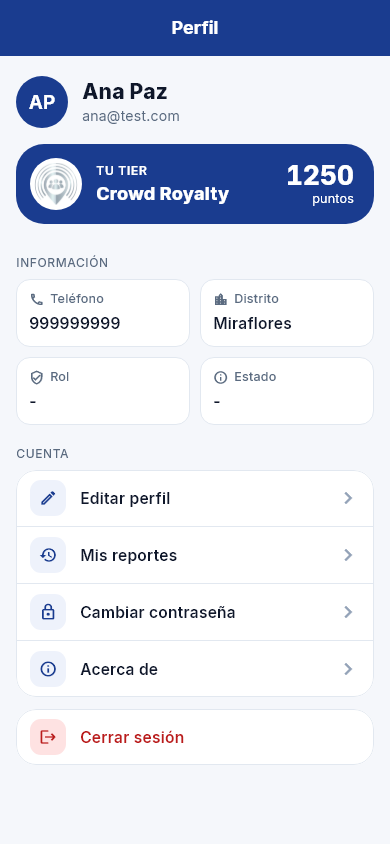 Perfil
AP
Ana Paz
ana@test.com
TU TIER
Crowd Royalty
1250
puntos
INFORMACIÓN
Teléfono
999999999
Distrito
Miraflores
Rol
-
Estado
-
CUENTA
Editar perfil
Mis reportes
Cambiar contraseña
Acerca de
Cerrar sesión